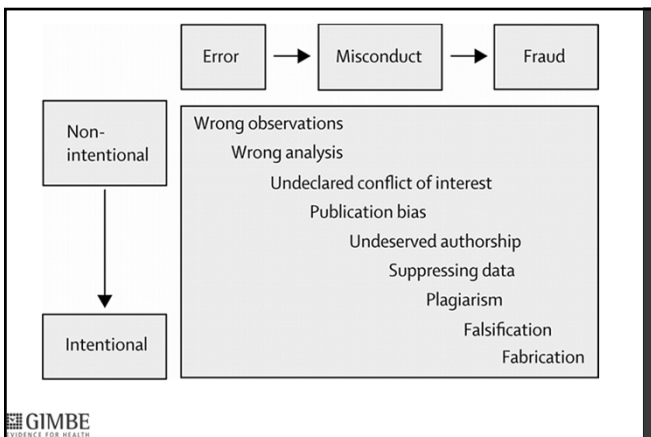 Error
Misconduct
Fraud
Non-
intentional
Wrong observations
Wrong analysis
Undeclared conflict of interest
Publication bias
Undeserved authorship
Suppressing data
Plagiarism
Falsification
Fabrication
Intentional
GIMBE
EVIDENCE FOR HEALTH